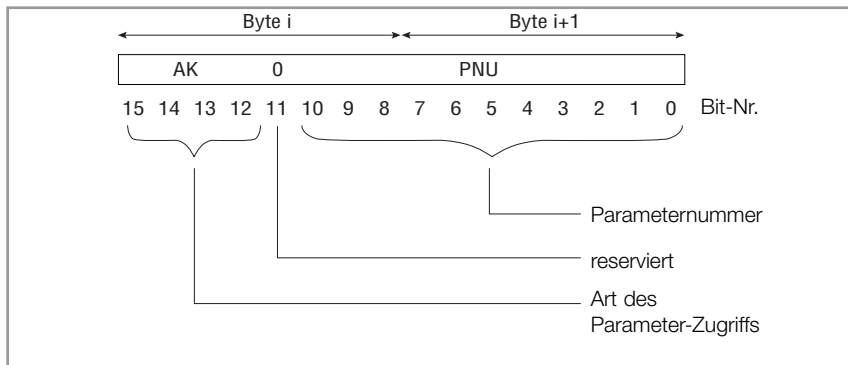 Byte i Byte i+1
AK 0 PNU
15 14 13 12 11 10 9 8 7 6 5 4 3 2 1 0 Bit-Nr.
Parameternummer
reserviert
Art des
Parameter-Zugriffs